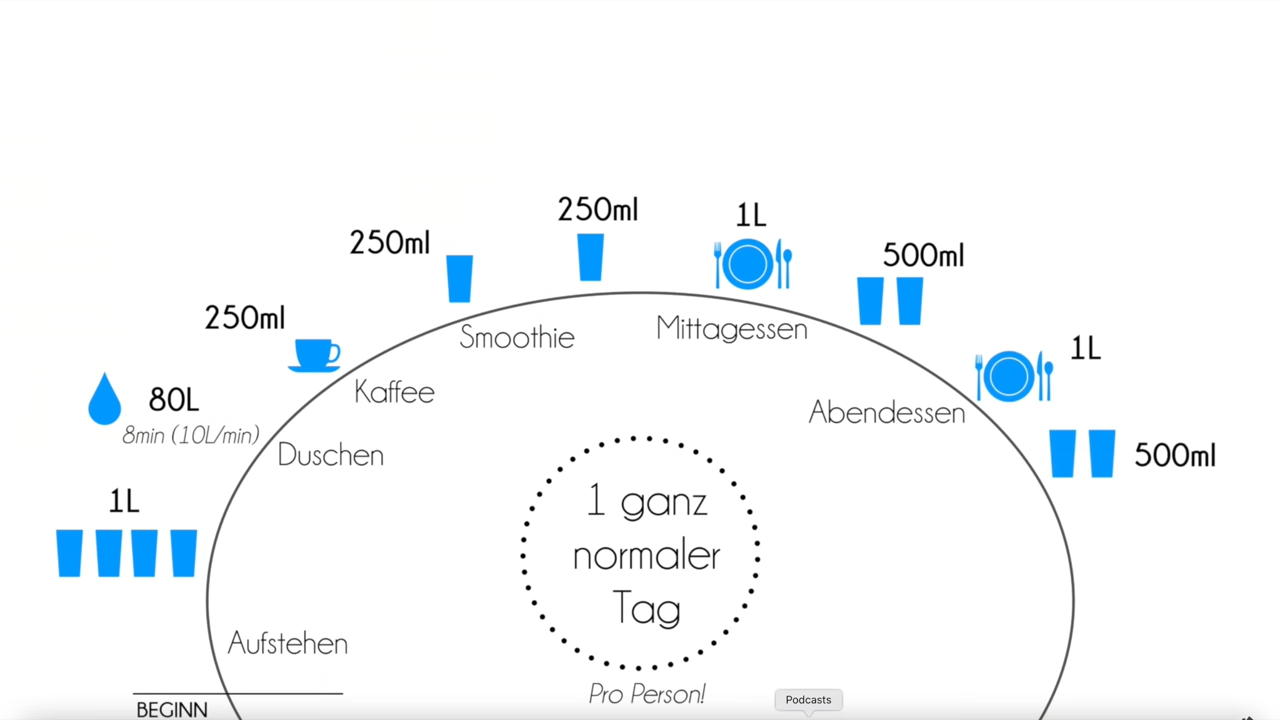 250ml
1L
250ml
500ml
250ml
Smoothie
Mittagessen
1L
Kaffee
80L
8min (10L/min)
Abendessen
Duschen
500ml
1L
1 ganz
normaler
Tag
Aufstehen
Pro Person!
Podcasts
BEGINN